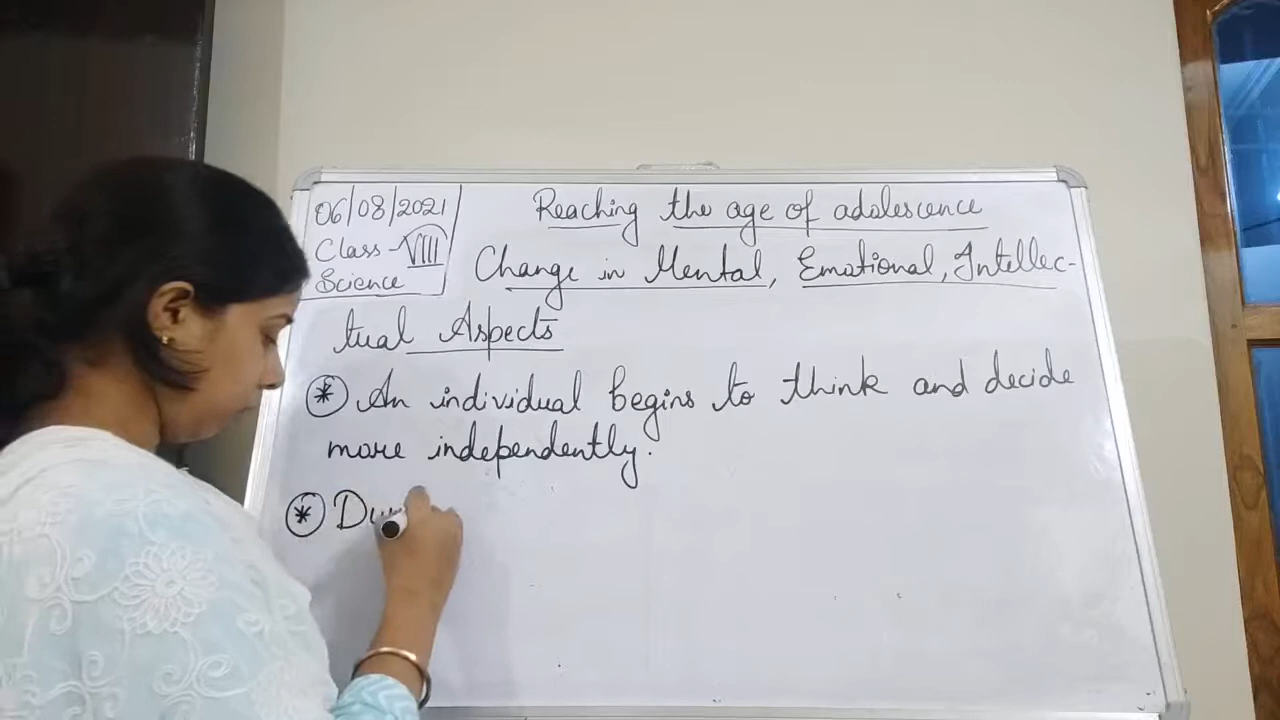 06/08/2021
Class - VIII
Science
Reaching the age of adolescence
Change in Mental, Emotional, Intellec-
tual Aspects
* An individual begins to think and decide
more independently.
*